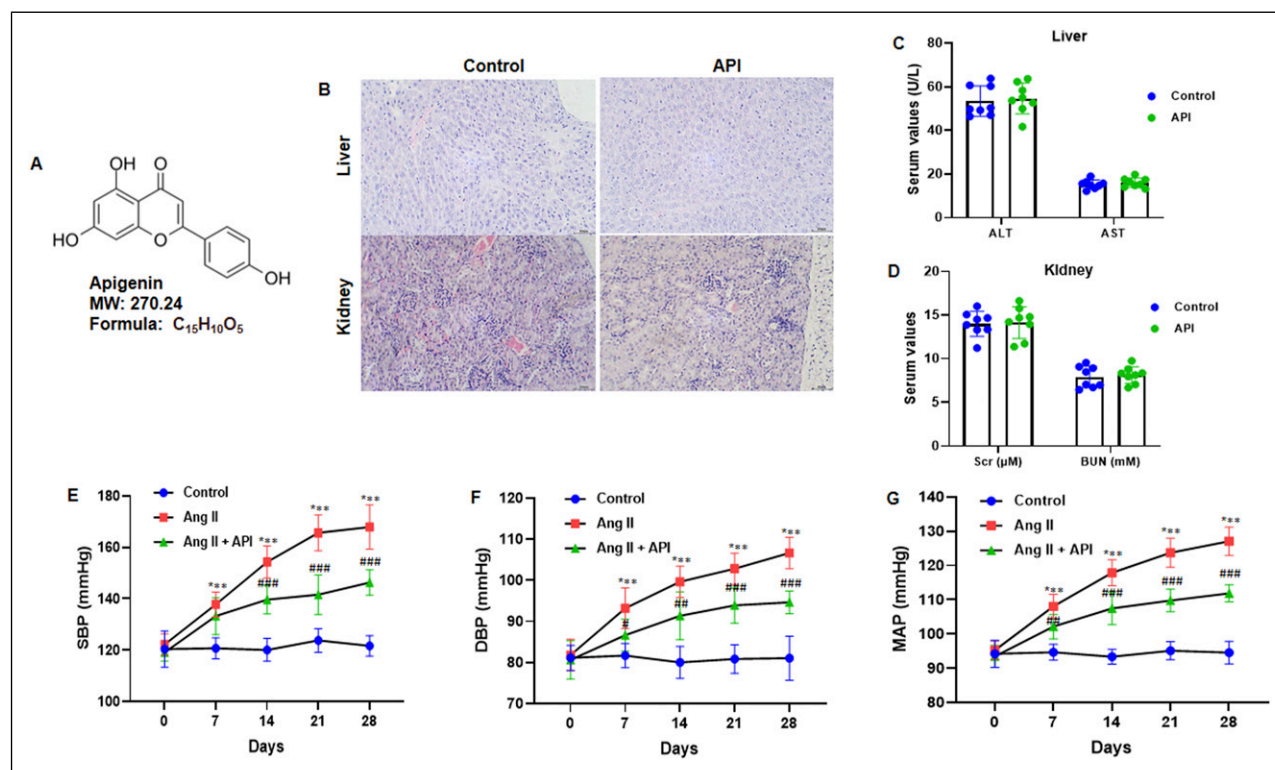 A
OH
O
HO
O
OH
Apigenin
MW: 270.24
Formula: C₁₅H₁₀O₅
B
Control
API
Liver
Kidney
C
Liver
Serum values (U/L)
80
60
40
20
0
ALT
AST
Control
API
D
KIdney
Serum values
20
15
10
5
0
Scr (µM)
BUN (mM)
Control
API
E
SBP (mmHg)
180
160
140
120
100
Control
Ang II
Ang II + API
***
***
***
***
###
###
###
0
7
14
21
28
Days
F
DBP (mmHg)
120
110
100
90
80
70
Control
Ang II
Ang II + API
***
***
***
***
#
##
###
###
0
7
14
21
28
Days
G
MAP (mmHg)
140
130
120
110
100
90
80
Control
Ang II
Ang II + API
***
***
***
***
##
###
###
###
0
7
14
21
28
Days